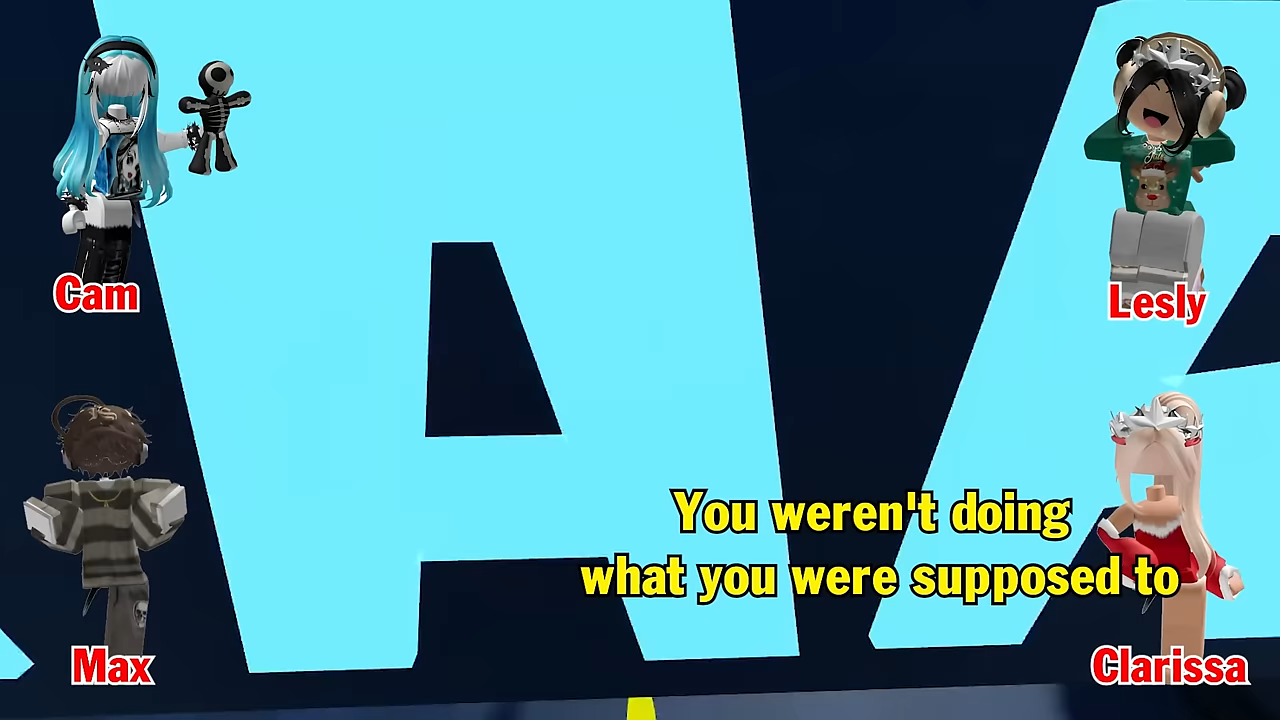 Cam
Lesly
You weren't doing
what you were supposed to
Max
Clarissa